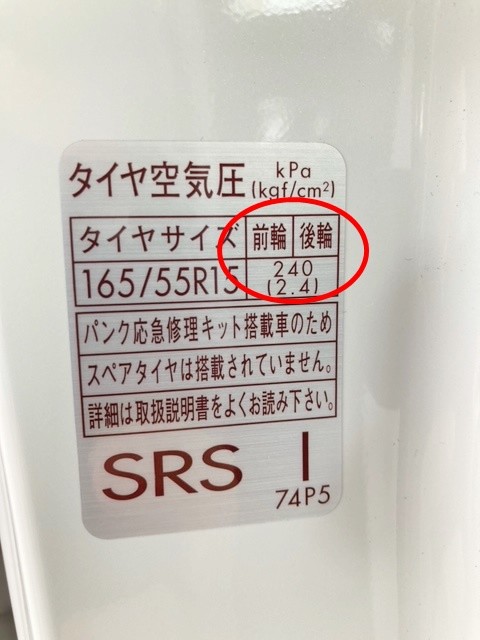 タイヤ空気圧 kPa
(kgf/cm²)
タイヤサイズ 前輪 後輪
165/55R15 240
(2.4)
パンク応急修理キット搭載車のため
スペアタイヤは搭載されていません。
詳細は取扱説明書をよくお読み下さい。
SRS I
74P5